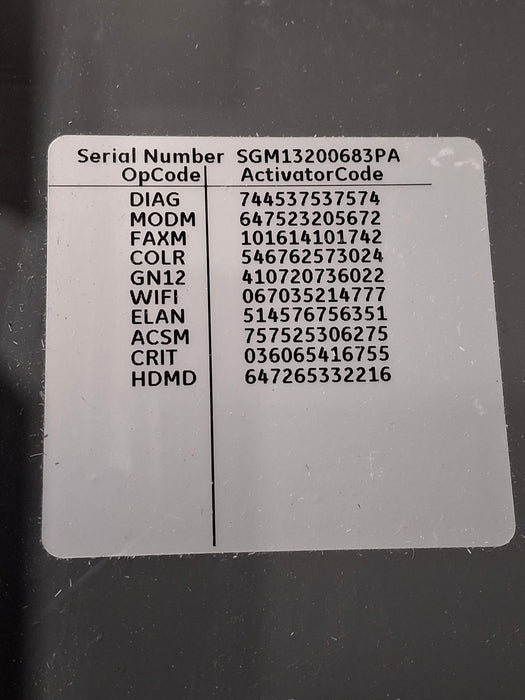 Serial Number SGM13200683PA
OpCode ActivatorCode
DIAG 744537537574
MODM 647523205672
FAXM 101614101742
COLR 546762573024
GN12 410720736022
WIFI 067035214777
ELAN 514576756351
ACSM 757525306275
CRIT 036065416755
HDMD 647265332216